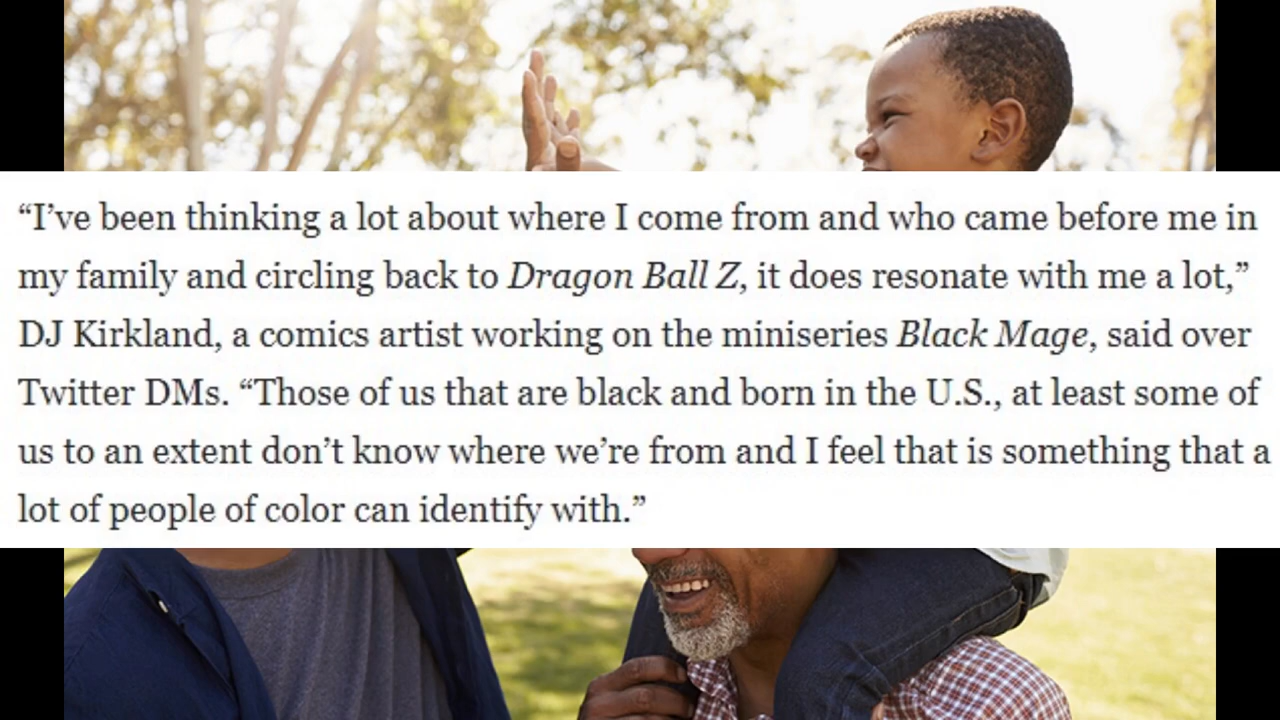 “I’ve been thinking a lot about where I come from and who came before me in
my family and circling back to Dragon Ball Z, it does resonate with me a lot,”
DJ Kirkland, a comics artist working on the miniseries Black Mage, said over
Twitter DMs. “Those of us that are black and born in the U.S., at least some of
us to an extent don’t know where we’re from and I feel that is something that a
lot of people of color can identify with.”